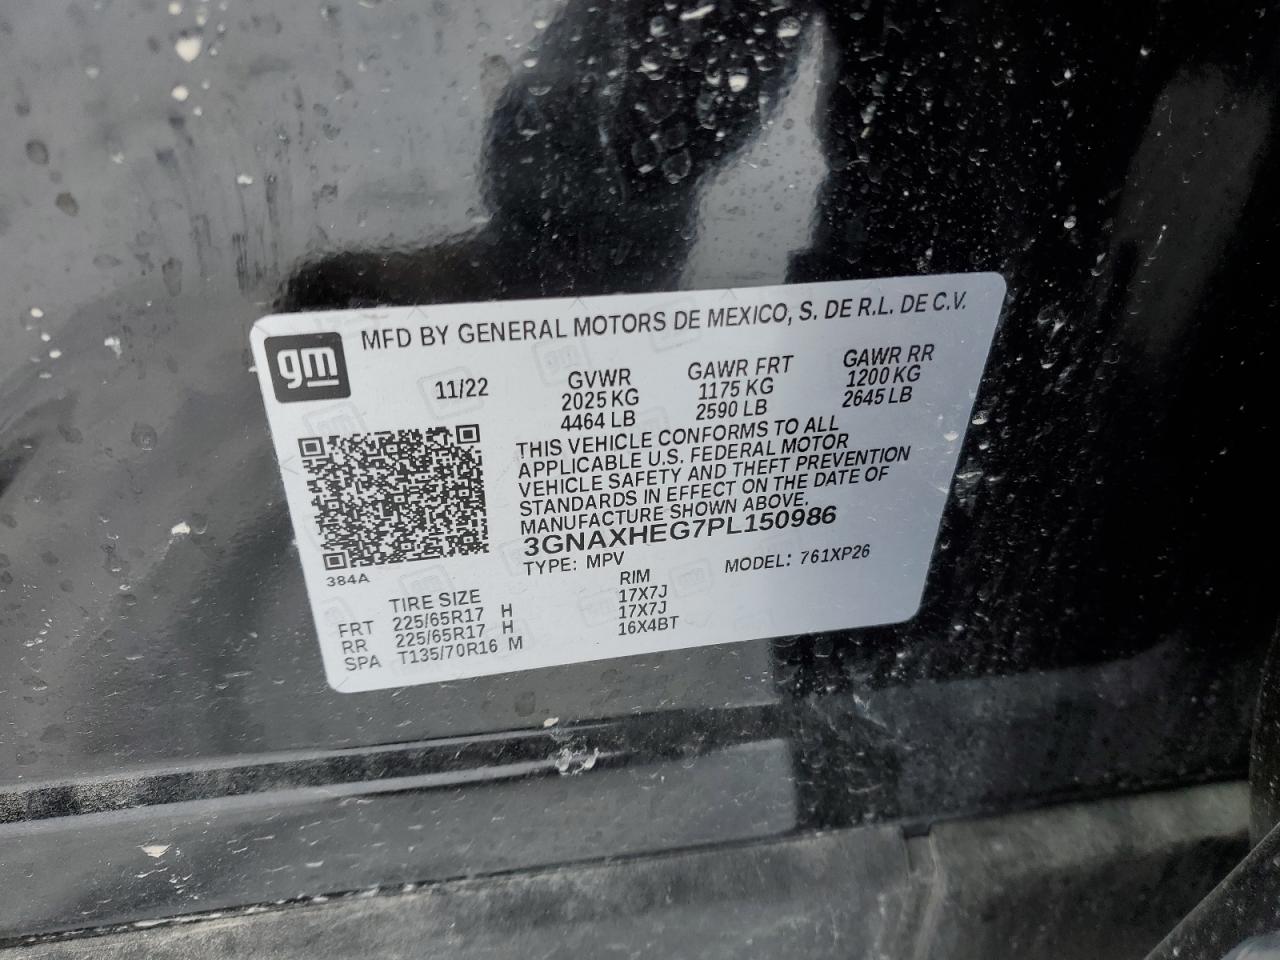 gm
MFD BY GENERAL MOTORS DE MEXICO, S. DE R.L. DE C.V.
11/22
GVWR
2025 KG
4464 LB
GAWR FRT
1175 KG
2590 LB
GAWR RR
1200 KG
2645 LB
THIS VEHICLE CONFORMS TO ALL
APPLICABLE U.S. FEDERAL MOTOR
VEHICLE SAFETY AND THEFT PREVENTION
STANDARDS IN EFFECT ON THE DATE OF
MANUFACTURE SHOWN ABOVE.
3GNAXHEG7PL150986
TYPE: MPV MODEL: 761XP26
384A
TIRE SIZE RIM
FRT 225/65R17 H 17X7J
RR 225/65R17 H 17X7J
SPA T135/70R16 M 16X4BT